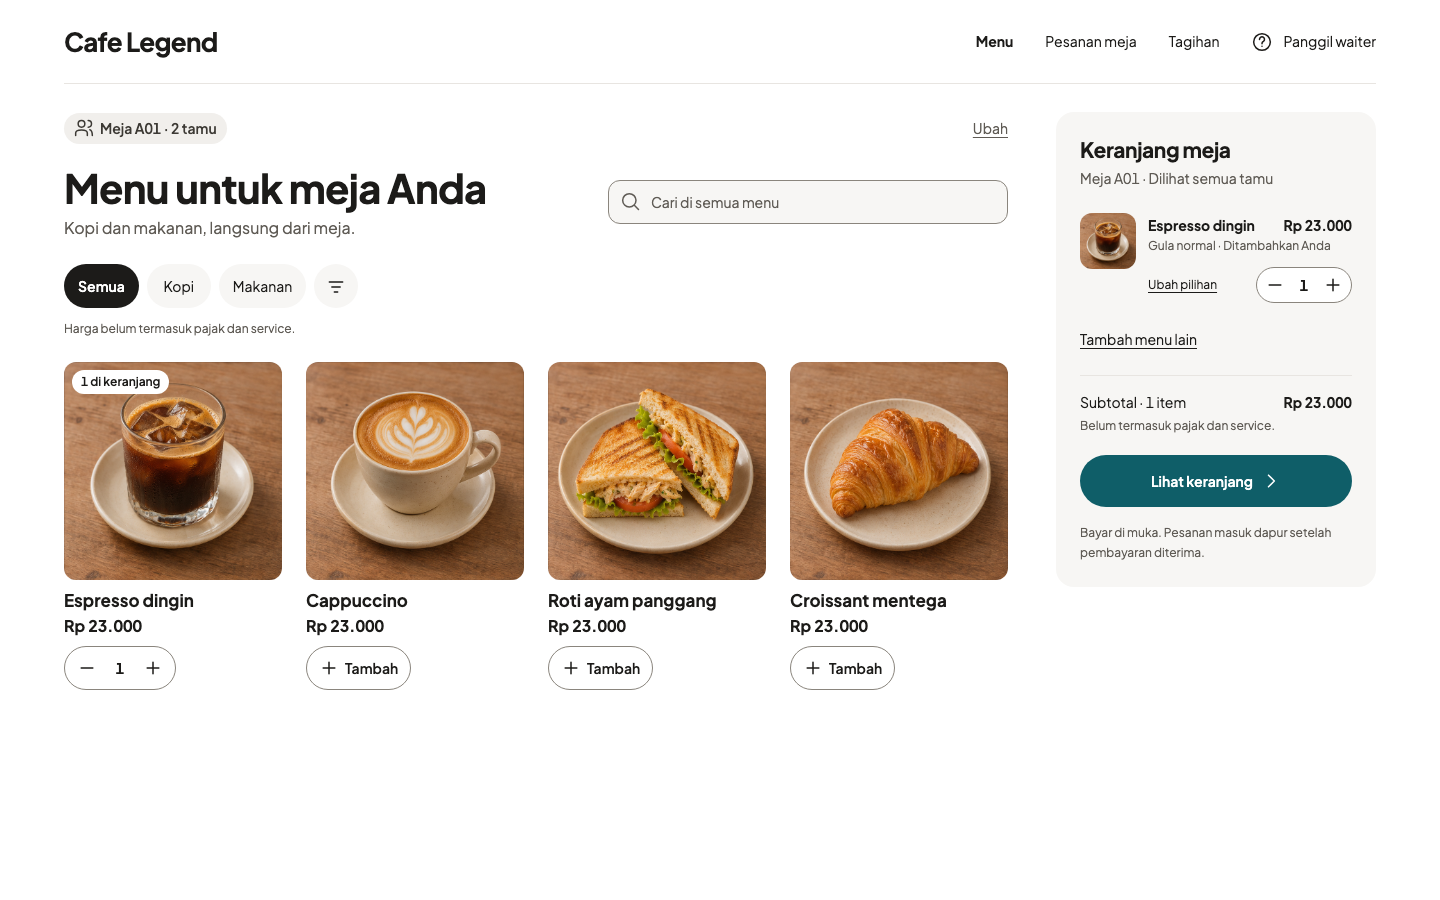 Cafe Legend
Menu
Pesanan meja
Tagihan
Panggil waiter
Meja A01 · 2 tamu
Ubah
Menu untuk meja Anda
Kopi dan makanan, langsung dari meja.
Cari di semua menu
Semua
Kopi
Makanan
Harga belum termasuk pajak dan service.
1 di keranjang
Espresso dingin
Rp 23.000
1
Cappuccino
Rp 23.000
Tambah
Roti ayam panggang
Rp 23.000
Tambah
Croissant mentega
Rp 23.000
Tambah
Keranjang meja
Meja A01 · Dilihat semua tamu
Espresso dingin
Rp 23.000
Gula normal · Ditambahkan Anda
Ubah pilihan
1
Tambah menu lain
Subtotal · 1 item
Rp 23.000
Belum termasuk pajak dan service.
Lihat keranjang
Bayar di muka. Pesanan masuk dapur setelah
pembayaran diterima.